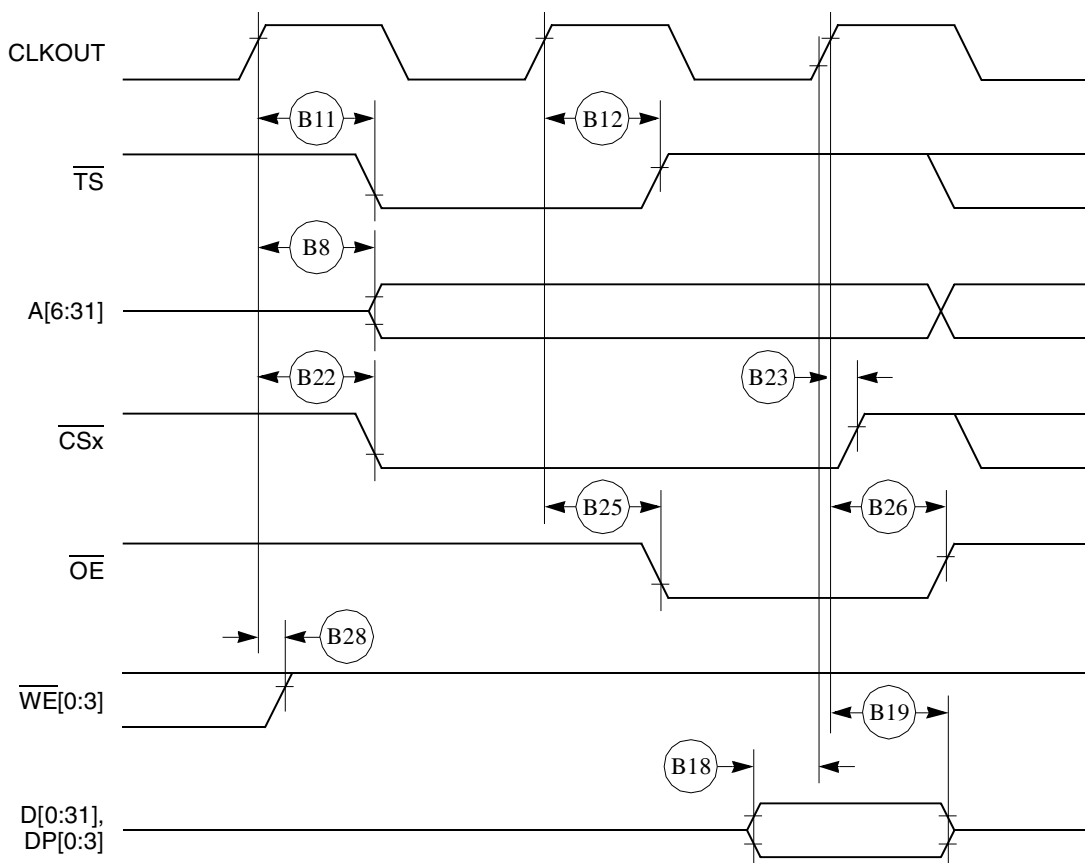 CLKOUT
B11
B12
TS
B8
A[6:31]
B22
B23
CSx
B25
B26
OE
B28
WE[0:3]
B19
B18
D[0:31],
DP[0:3]